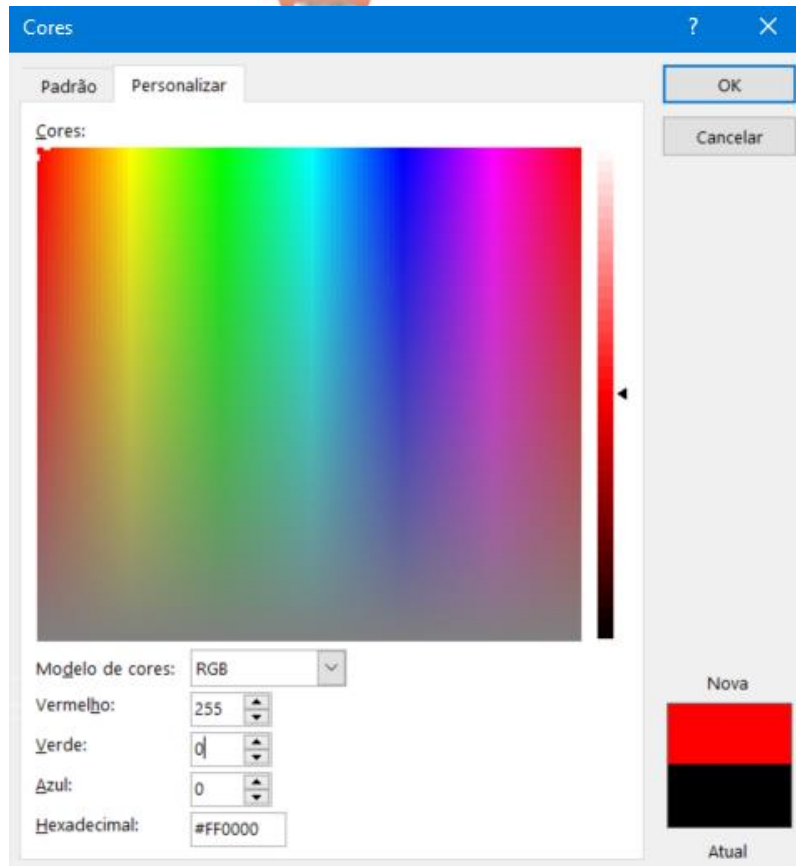 Cores ? ×
Padrão Personalizar OK
Cores: Cancelar
Modelo de cores: RGB
Vermelho: 255
Verde: 0
Azul: 0
Hexadecimal: #FF0000
Nova
Atual